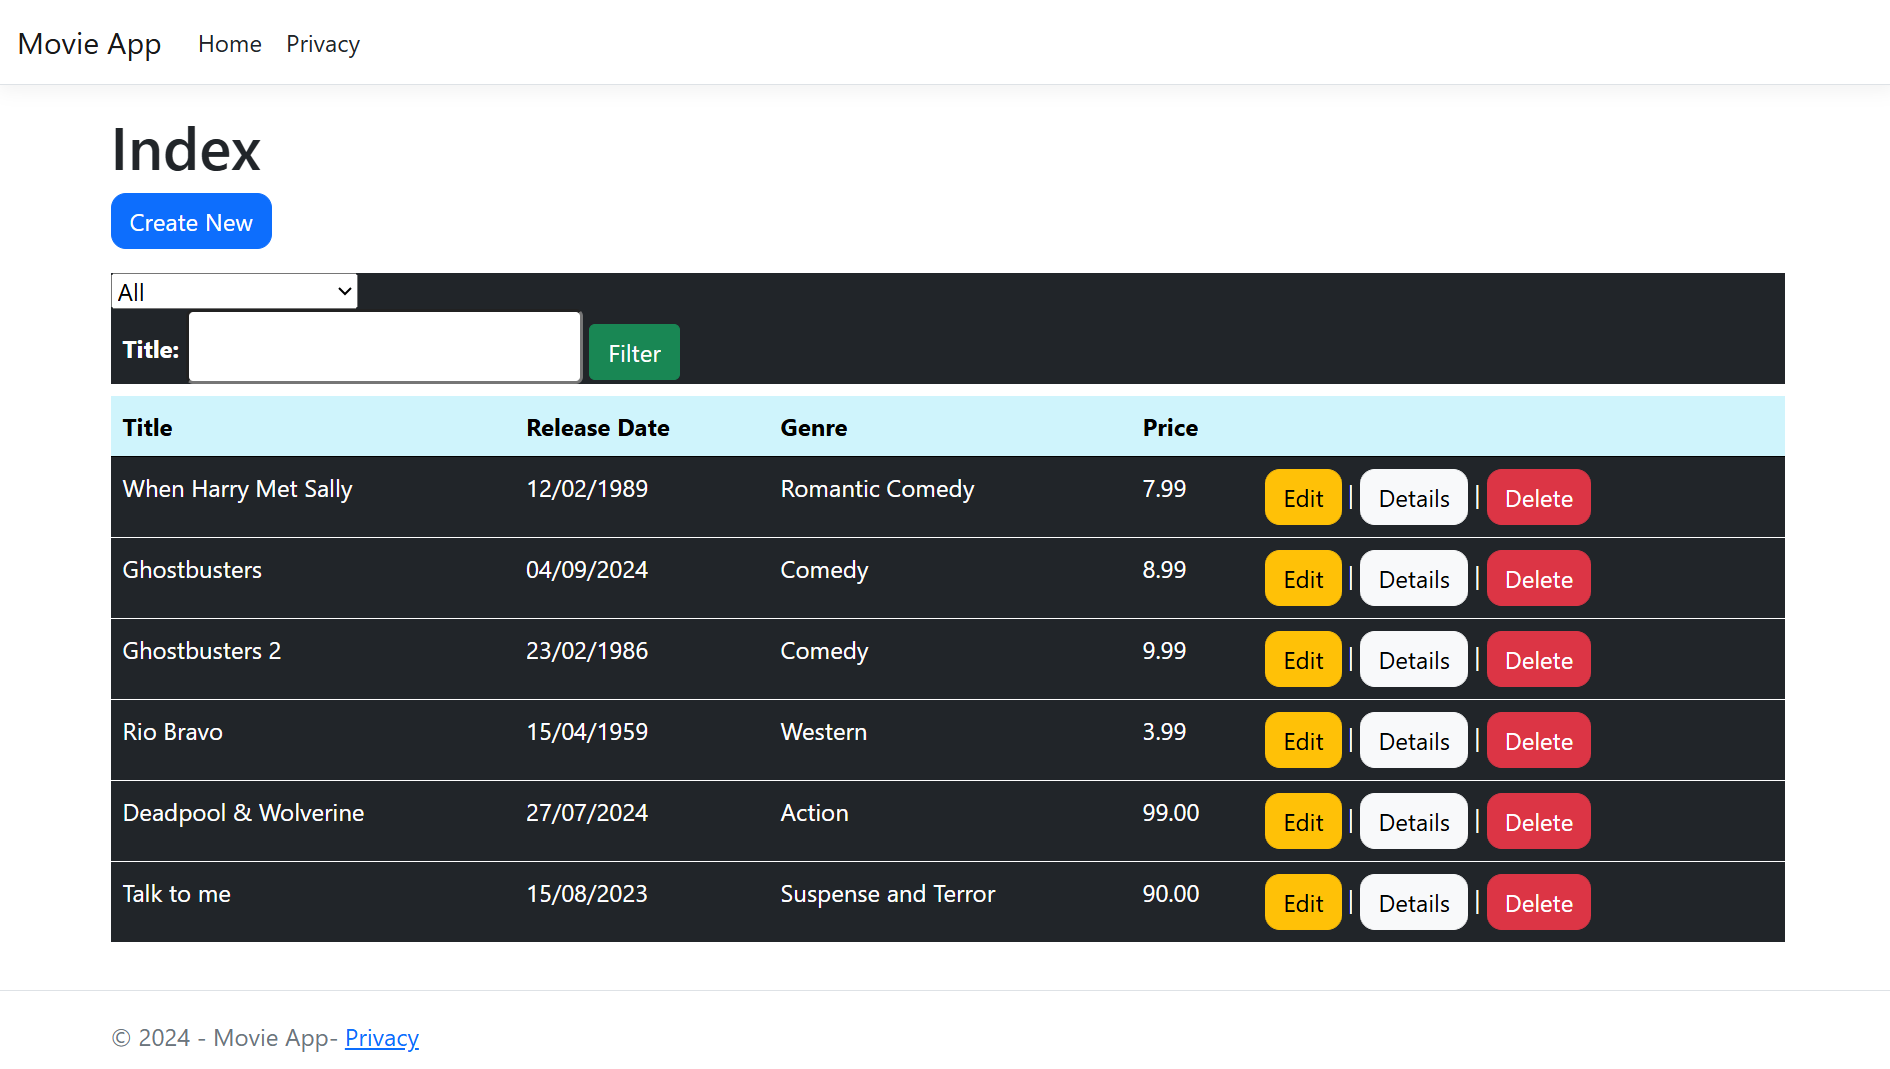 Movie App Home Privacy
Index
Create New
All
Title: Filter
Title Release Date Genre Price
When Harry Met Sally 12/02/1989 Romantic Comedy 7.99 Edit | Details | Delete
Ghostbusters 04/09/2024 Comedy 8.99 Edit | Details | Delete
Ghostbusters 2 23/02/1986 Comedy 9.99 Edit | Details | Delete
Rio Bravo 15/04/1959 Western 3.99 Edit | Details | Delete
Deadpool & Wolverine 27/07/2024 Action 99.00 Edit | Details | Delete
Talk to me 15/08/2023 Suspense and Terror 90.00 Edit | Details | Delete
© 2024 - Movie App- Privacy